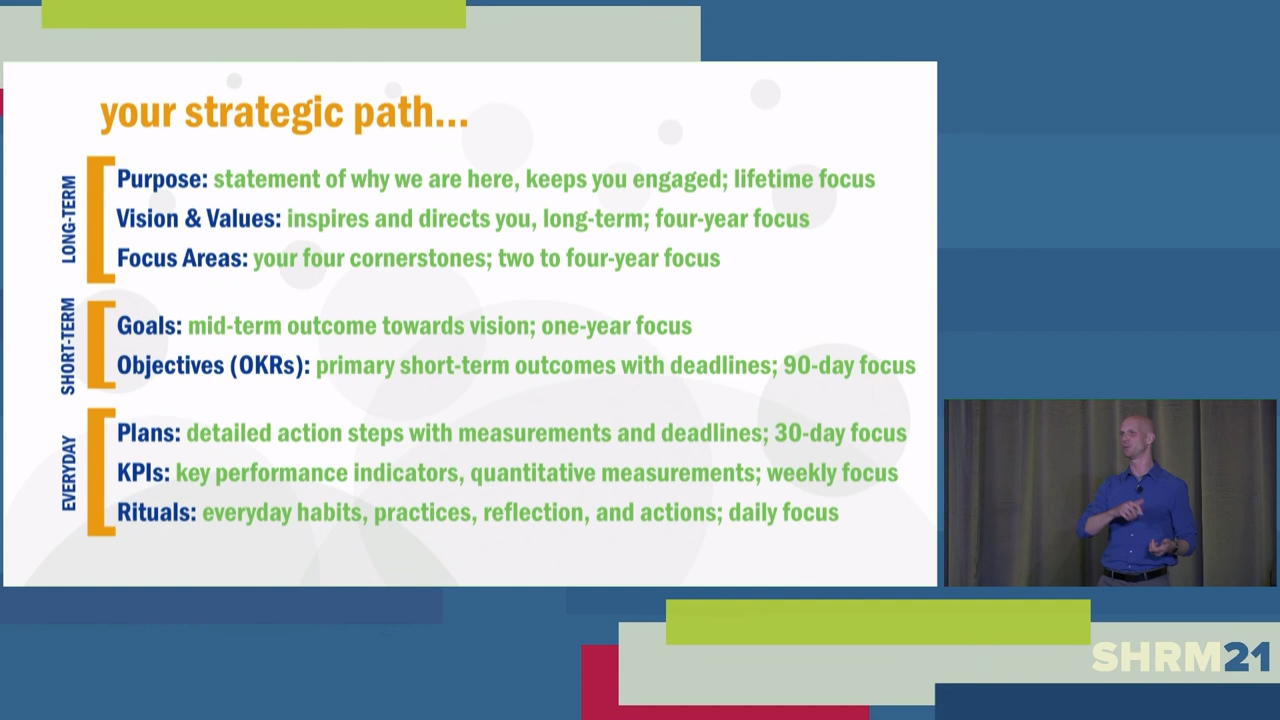 your strategic path...
LONG-TERM
Purpose: statement of why we are here, keeps you engaged; lifetime focus
Vision & Values: inspires and directs you, long-term; four-year focus
Focus Areas: your four cornerstones; two to four-year focus
SHORT-TERM
Goals: mid-term outcome towards vision; one-year focus
Objectives (OKRs): primary short-term outcomes with deadlines; 90-day focus
EVERYDAY
Plans: detailed action steps with measurements and deadlines; 30-day focus
KPIs: key performance indicators, quantitative measurements; weekly focus
Rituals: everyday habits, practices, reflection, and actions; daily focus
SHRM21